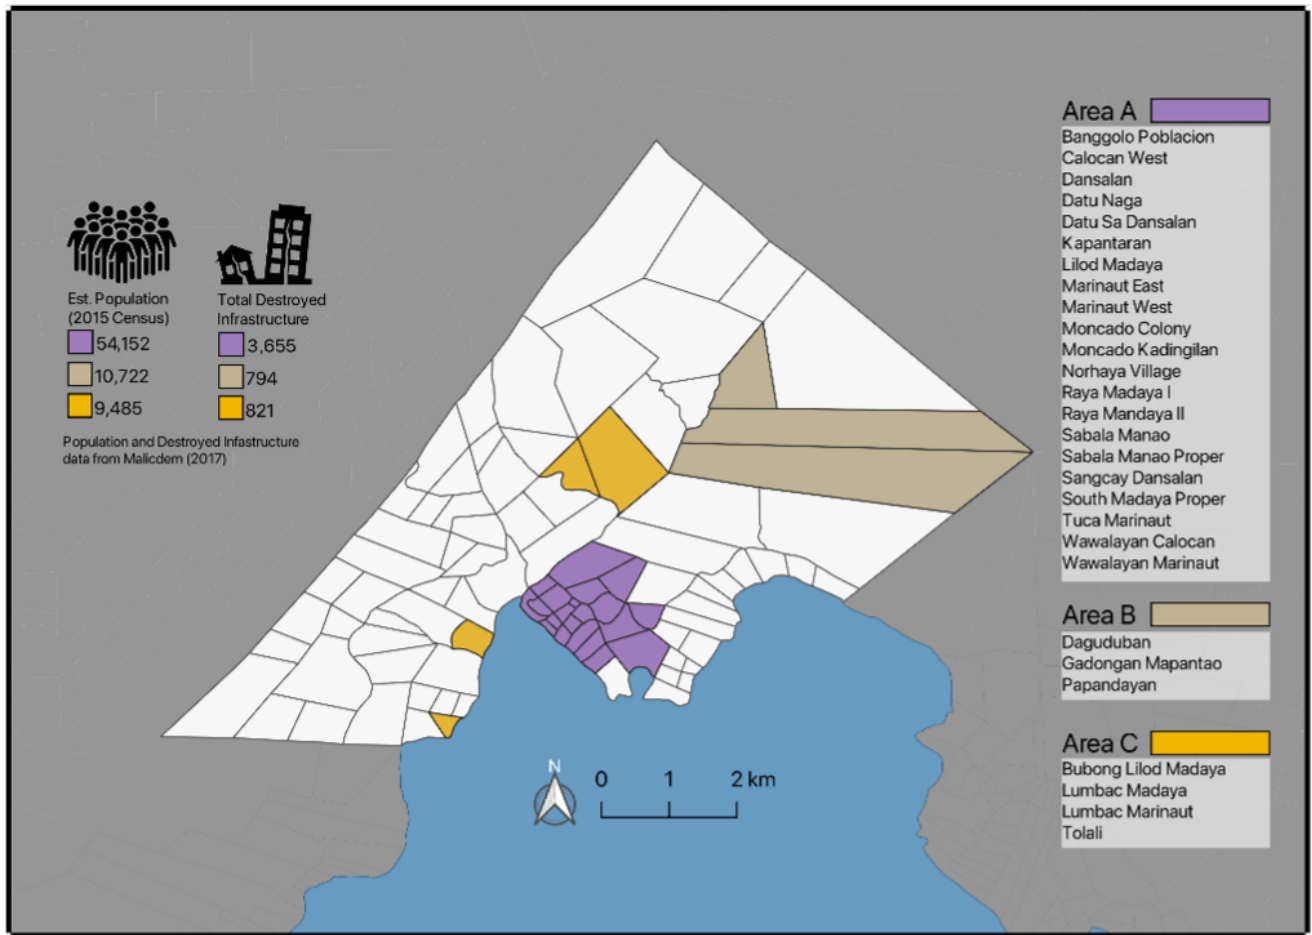 Est. Population
(2015 Census)
54,152
10,722
9,485
Total Destroyed
Infrastructure
3,655
794
821
Population and Destroyed Infastructure
data from Malicdem (2017)
Area A
Banggolo Poblacion
Calocan West
Dansalan
Datu Naga
Datu Sa Dansalan
Kapantaran
Lilod Madaya
Marinaut East
Marinaut West
Moncado Colony
Moncado Kadingilan
Norhaya Village
Raya Madaya I
Raya Mandaya II
Sabala Manao
Sabala Manao Proper
Sangcay Dansalan
South Madaya Proper
Tuca Marinaut
Wawalayan Calocan
Wawalayan Marinaut
Area B
Daguduban
Gadongan Mapantao
Papandayan
Area C
Bubong Lilod Madaya
Lumbac Madaya
Lumbac Marinaut
Tolali
N
0 1 2 km